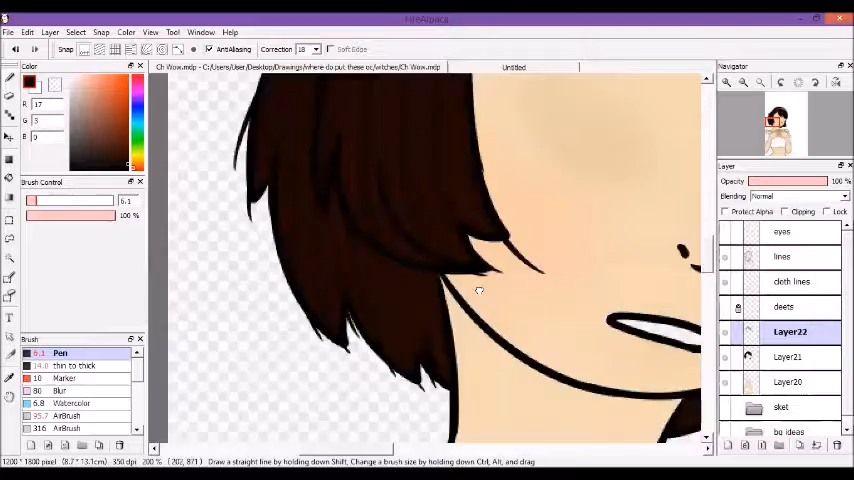 FireAlpaca
File Edit Layer Select Snap Color View Tool Window Help
Snap AntiAliasing Correction 18 Soft Edge
Color
Ch Wow.mdp - C:/Users/User/Desktop/Drawings/where do put these oc/witches/Ch Wow.mdp
Untitled
Navigator
R 17
G 5
B 0
Brush Control
6.1
100 %
Brush
6.1 Pen
14.0 thin to thick
10 Marker
80 Blur
6.8 Watercolor
95.7 AirBrush
316 AirBrush
Layer
Opacity 100 %
Blending Normal
Protect Alpha Clipping Lock
eyes
lines
cloth lines
deets
Layer22
Layer21
Layer20
sket
bg ideas
1200 * 1800 pixel (8.7 * 13.1cm) 350 dpi 200 % (202, 871) Draw a straight line by holding down Shift, Change a brush size by holding down Ctrl, Alt, and drag